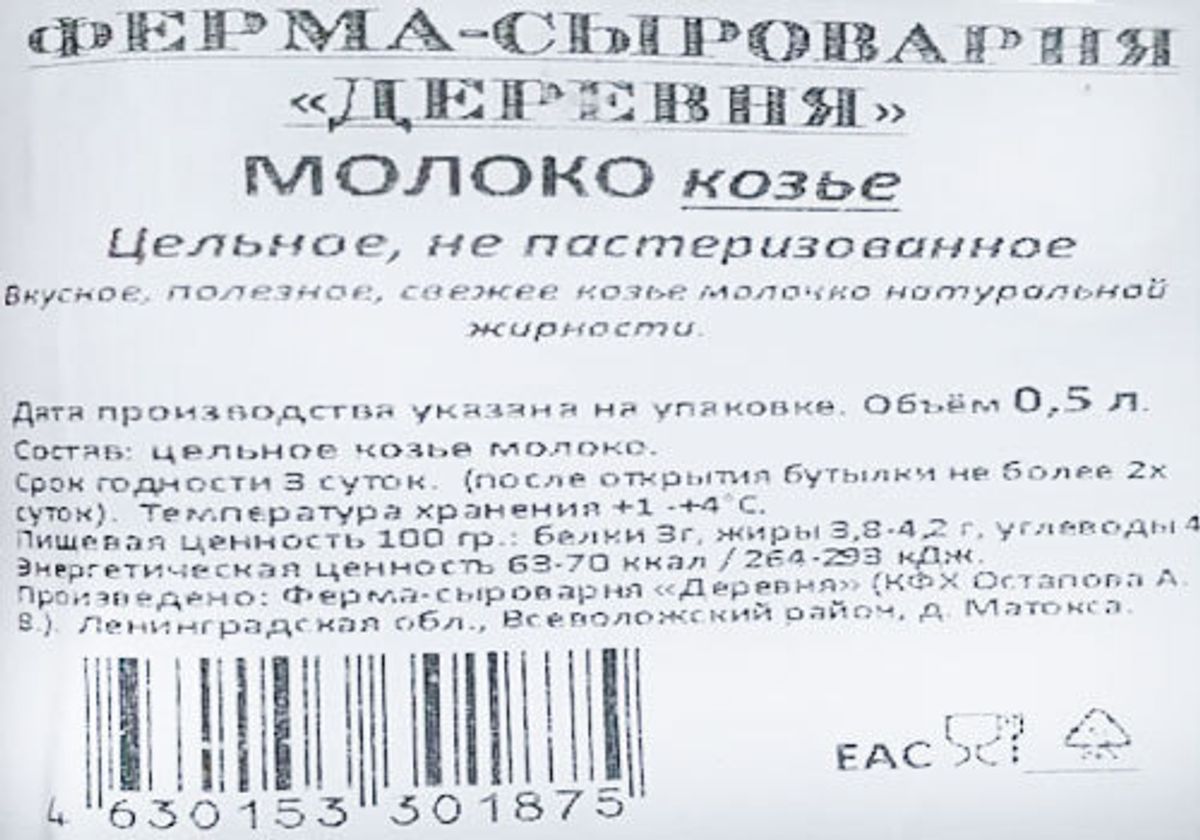 ФЕРМА-СЫРОВАРНЯ
«ДЕРЕВНЯ»
МОЛОКО козье
Цельное, не пастеризованное
Вкусное, полезное, свежее козье молочко натуральной
жирности.
Дата производства указана на упаковке. Объём 0,5 л.
Состав: цельное козье молоко.
Срок годности 3 суток. (после открытия бутылки не более 2х
суток). Температура хранения +1 -+4°С.
Пищевая ценность 100 гр.: белки 3г, жиры 3,8-4,2 г, углеводы 4
Энергетическая ценность 63-70 ккал / 264-293 кДж.
Произведено: Ферма-сыроварня «Деревня» (КФХ Остапова А.
В.). Ленинградская обл., Всеволожский район, д. Матокса.
4 630153 301875
ЕАС